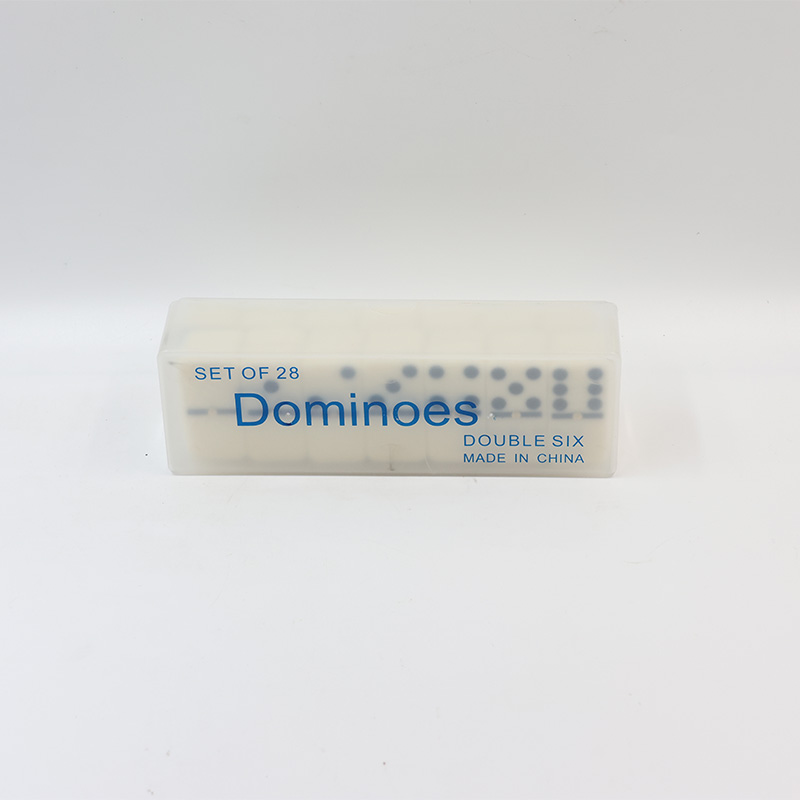 SET OF 28
Dominoes
DOUBLE SIX
MADE IN CHINA